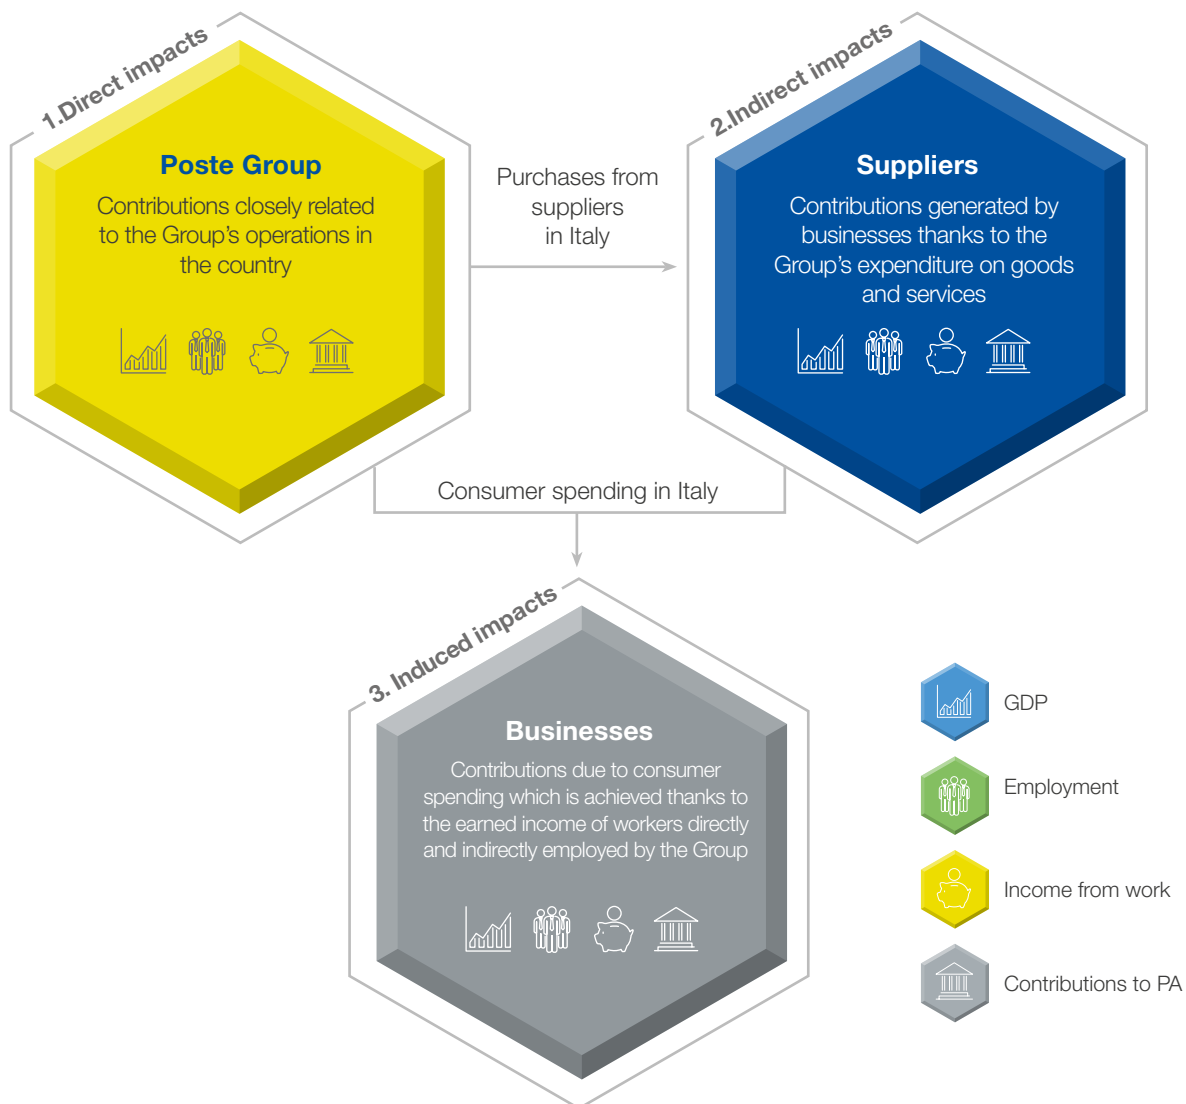 1.Direct impacts
Poste Group
Contributions closely related
to the Group’s operations in
the country
Purchases from
suppliers
in Italy
2.Indirect impacts
Suppliers
Contributions generated by
businesses thanks to the
Group’s expenditure on goods
and services
Consumer spending in Italy
3. Induced impacts
Businesses
Contributions due to consumer
spending which is achieved thanks to
the earned income of workers directly
and indirectly employed by the Group
GDP
Employment
Income from work
Contributions to PA